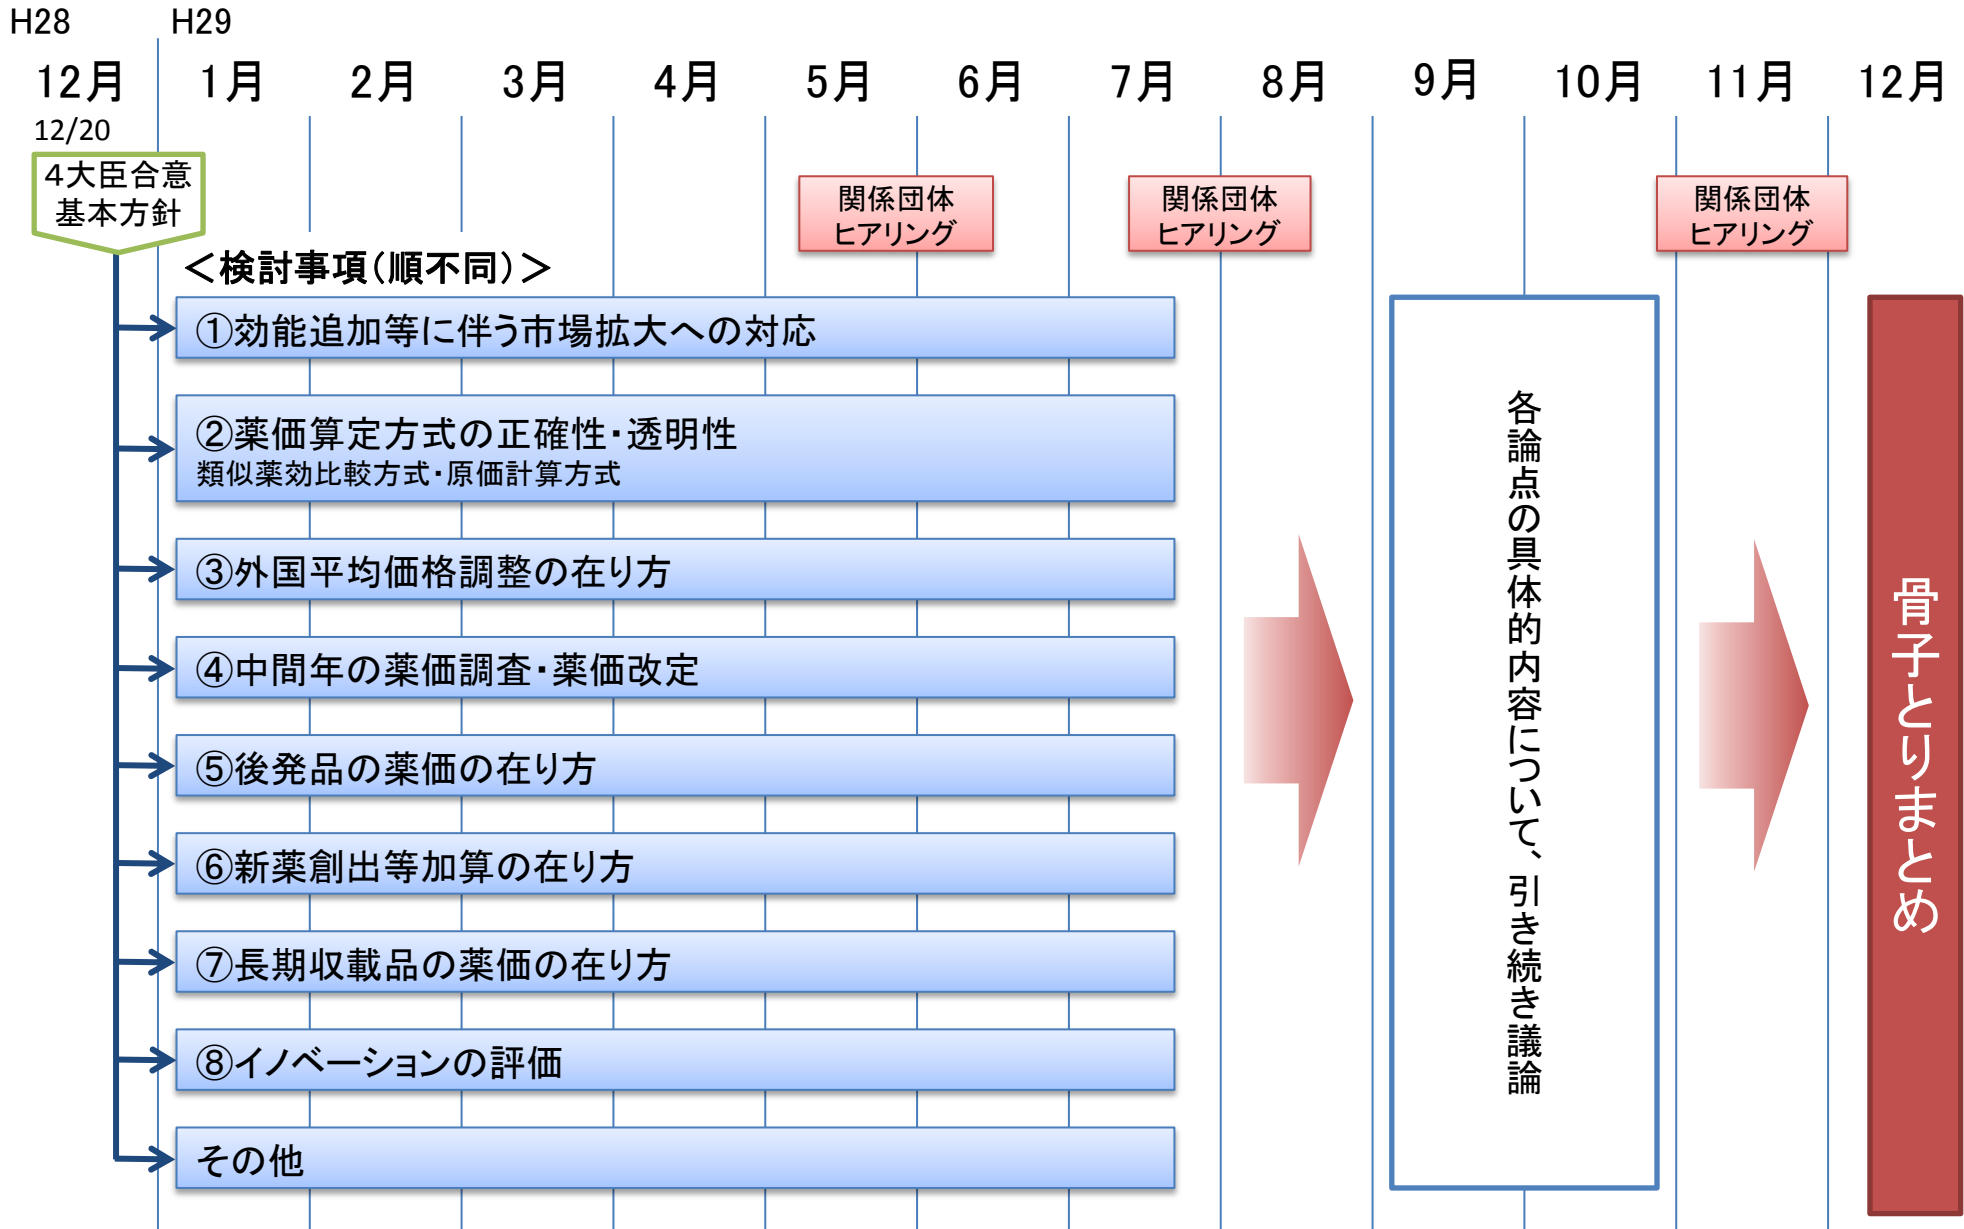 H28
H29
12月
1月
2月
3月
4月
5月
6月
7月
8月
9月
10月
11月
12月
12/20
４大臣合意
基本方針
関係団体
ヒアリング
関係団体
ヒアリング
関係団体
ヒアリング
＜検討事項（順不同）＞
①効能追加等に伴う市場拡大への対応
②薬価算定方式の正確性・透明性
類似薬効比較方式・原価計算方式
③外国平均価格調整の在り方
④中間年の薬価調査・薬価改定
⑤後発品の薬価の在り方
⑥新薬創出等加算の在り方
⑦長期収載品の薬価の在り方
⑧イノベーションの評価
その他
各論点の具体的内容について、引き続き議論
骨子とりまとめ